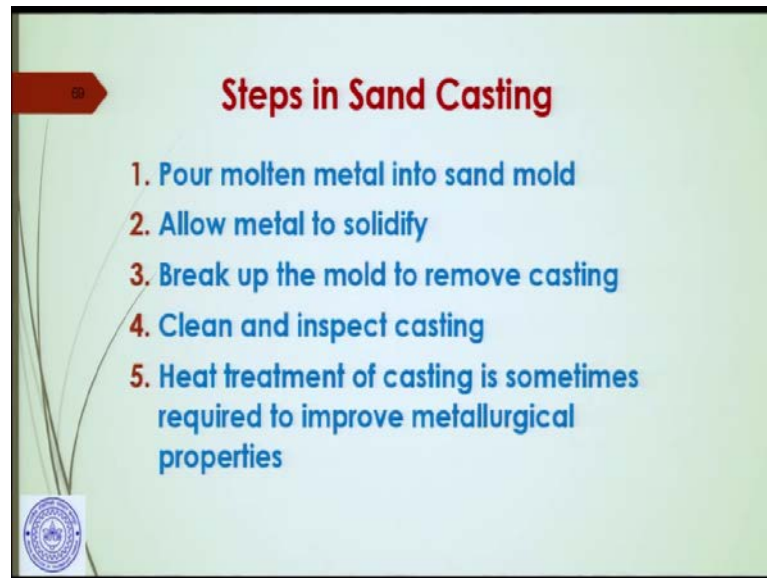 69
Steps in Sand Casting
1. Pour molten metal into sand mold
2. Allow metal to solidify
3. Break up the mold to remove casting
4. Clean and inspect casting
5. Heat treatment of casting is sometimes
required to improve metallurgical
properties